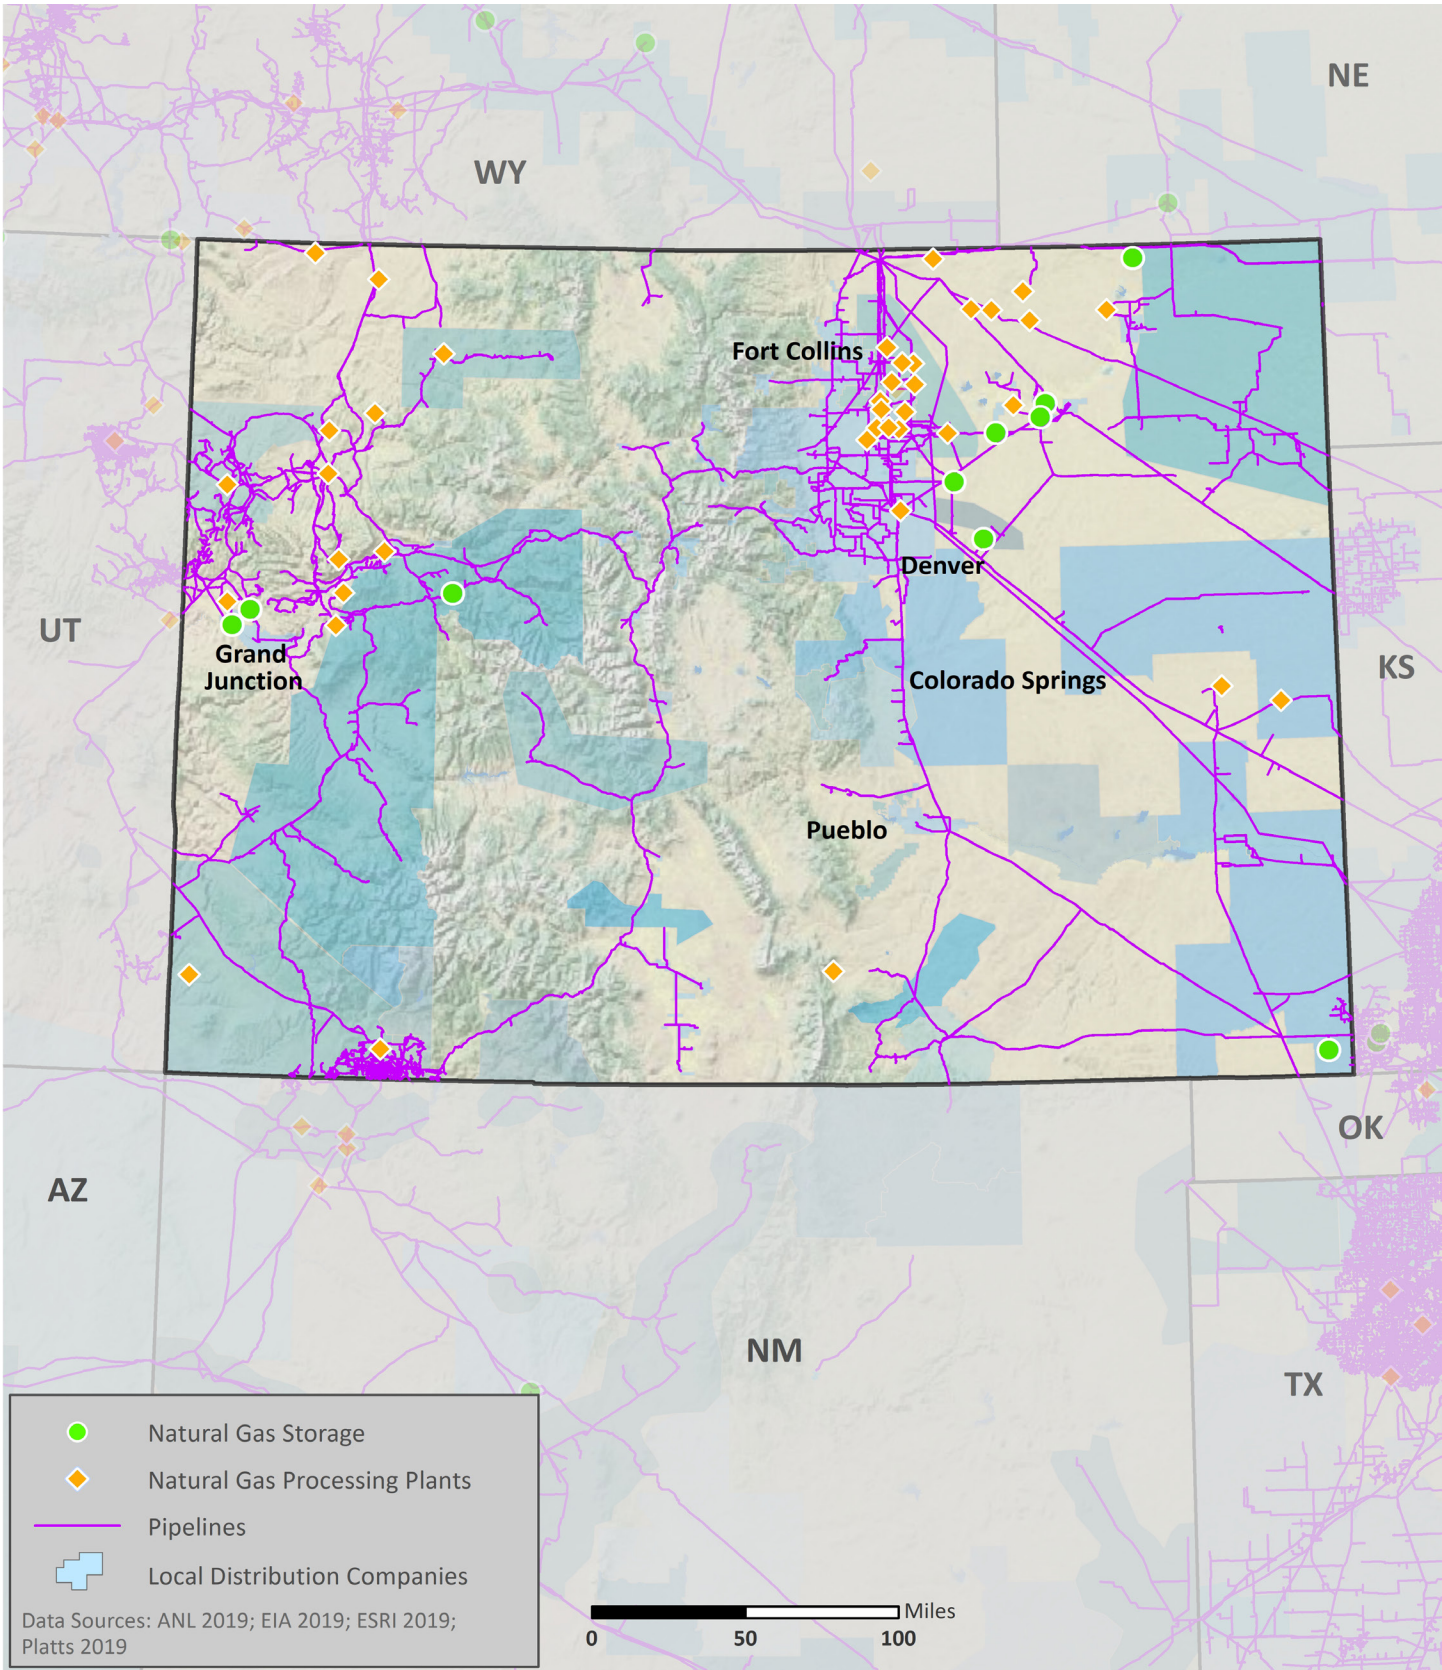 NE
WY
Fort Collins
Denver
UT
Grand
Junction
KS
Colorado Springs
Pueblo
OK
AZ
NM
TX
Natural Gas Storage
Natural Gas Processing Plants
Pipelines
Local Distribution Companies
Data Sources: ANL 2019; EIA 2019; ESRI 2019;
Platts 2019
Miles
0 50 100